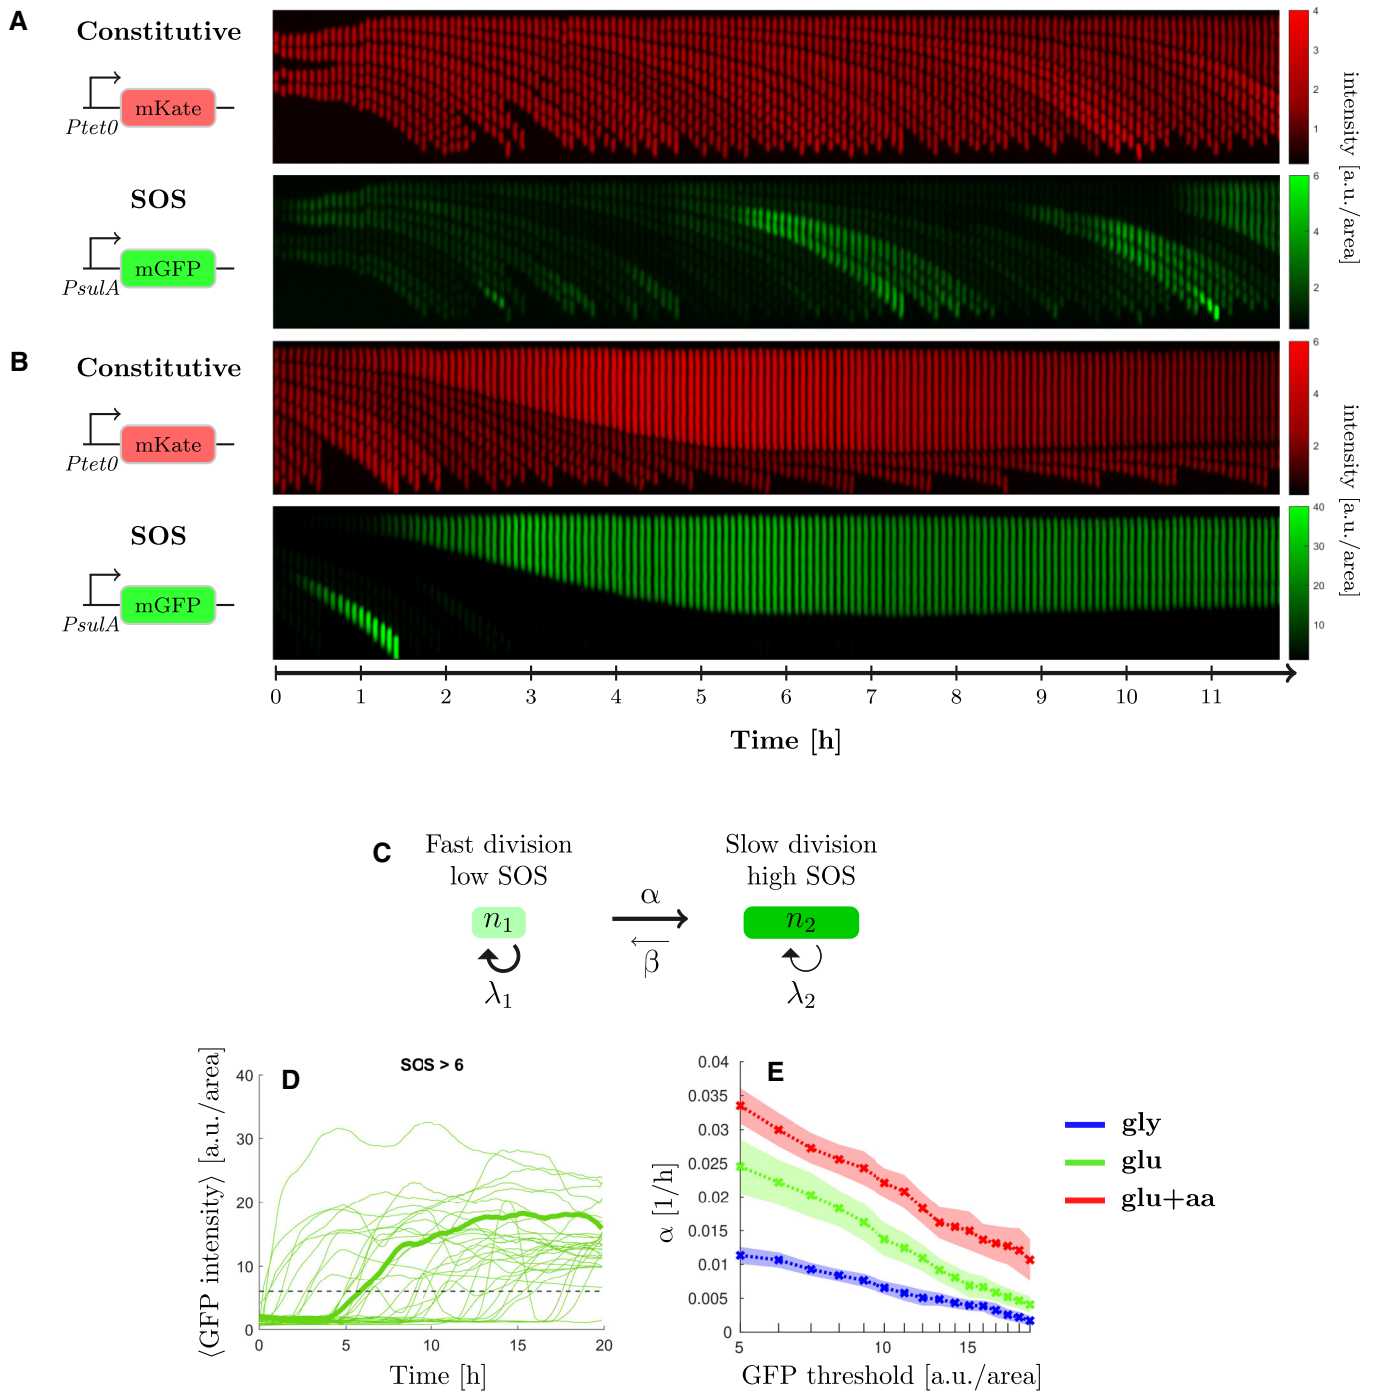 A
Constitutive
mKate
Ptet0
4
3
2
1
intensity [a.u./area]
SOS
mGFP
PsulA
6
4
2
B
Constitutive
mKate
Ptet0
6
4
2
intensity [a.u./area]
SOS
mGFP
PsulA
40
30
20
10
0 1 2 3 4 5 6 7 8 9 10 11
Time [h]
C
Fast division
low SOS
Slow division
high SOS
n1
α
β
n2
λ1
λ2
D
SOS > 6
⟨GFP intensity⟩ [a.u./area]
40
30
20
10
0
0 5 10 15 20
Time [h]
E
α [1/h]
0.04
0.035
0.03
0.025
0.02
0.015
0.01
0.005
0
5 10 15
GFP threshold [a.u./area]
gly
glu
glu+aa